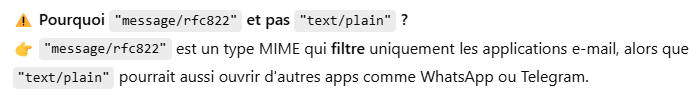 ⚠️ Pourquoi "message/rfc822" et pas "text/plain" ?
👉 "message/rfc822" est un type MIME qui filtre uniquement les applications e-mail, alors que
"text/plain" pourrait aussi ouvrir d'autres apps comme WhatsApp ou Telegram.